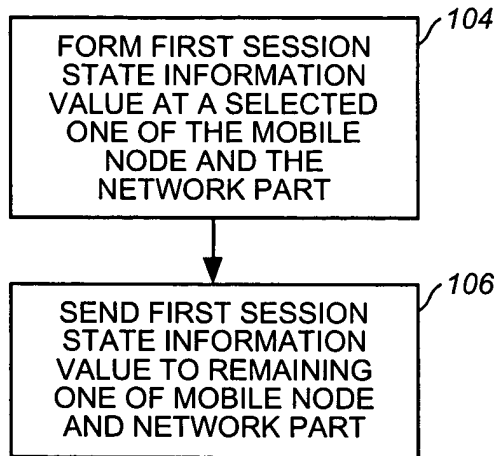 104
FORM FIRST SESSION
STATE INFORMATION
VALUE AT A SELECTED
ONE OF THE MOBILE
NODE AND THE
NETWORK PART
106
SEND FIRST SESSION
STATE INFORMATION
VALUE TO REMAINING
ONE OF MOBILE NODE
AND NETWORK PART